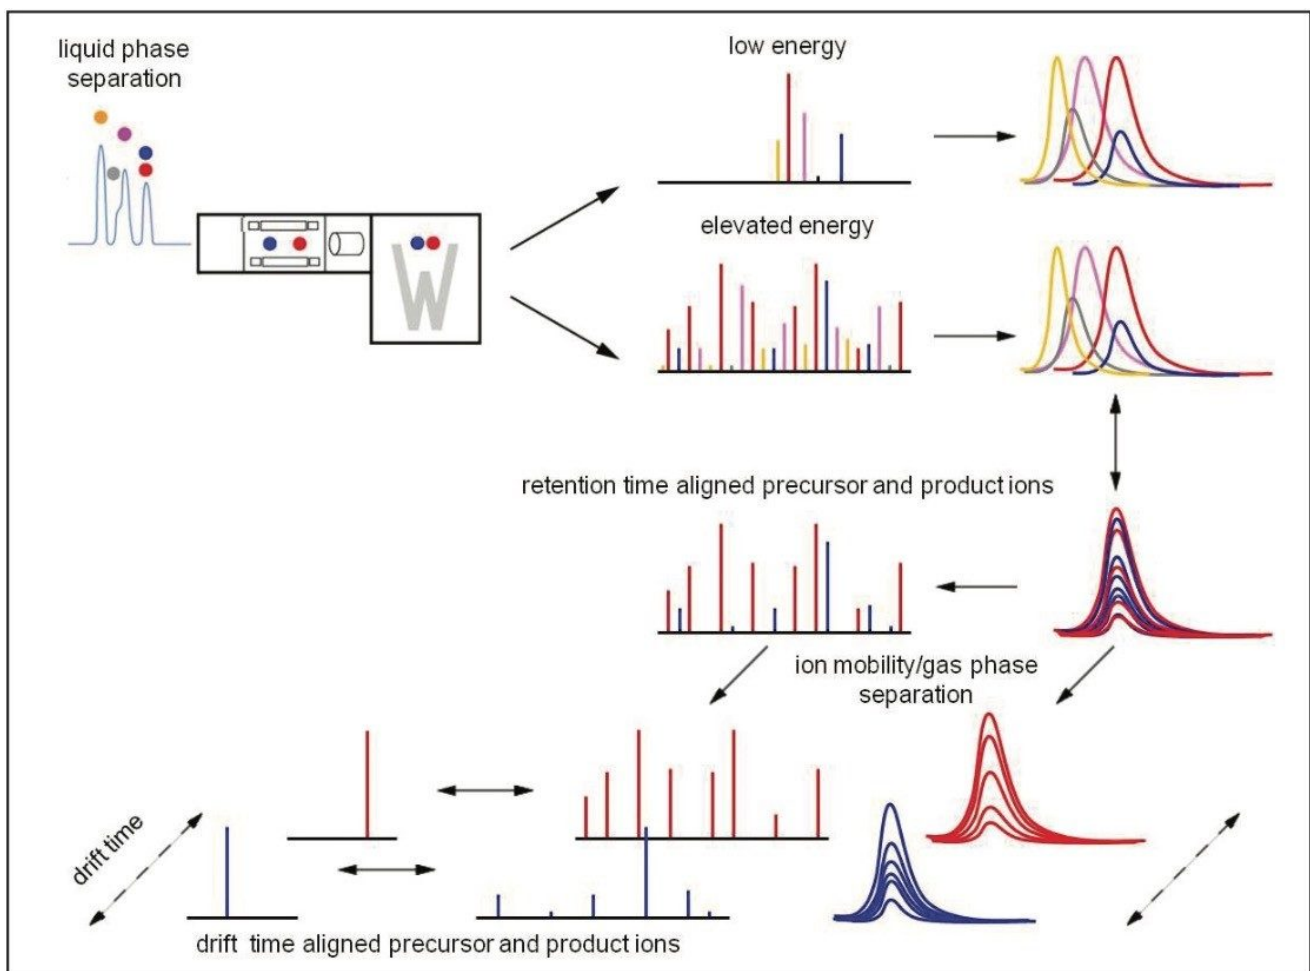 liquid phase
separation
low energy
elevated energy
W
retention time aligned precursor and product ions
ion mobility/gas phase
separation
drift time
drift time aligned precursor and product ions